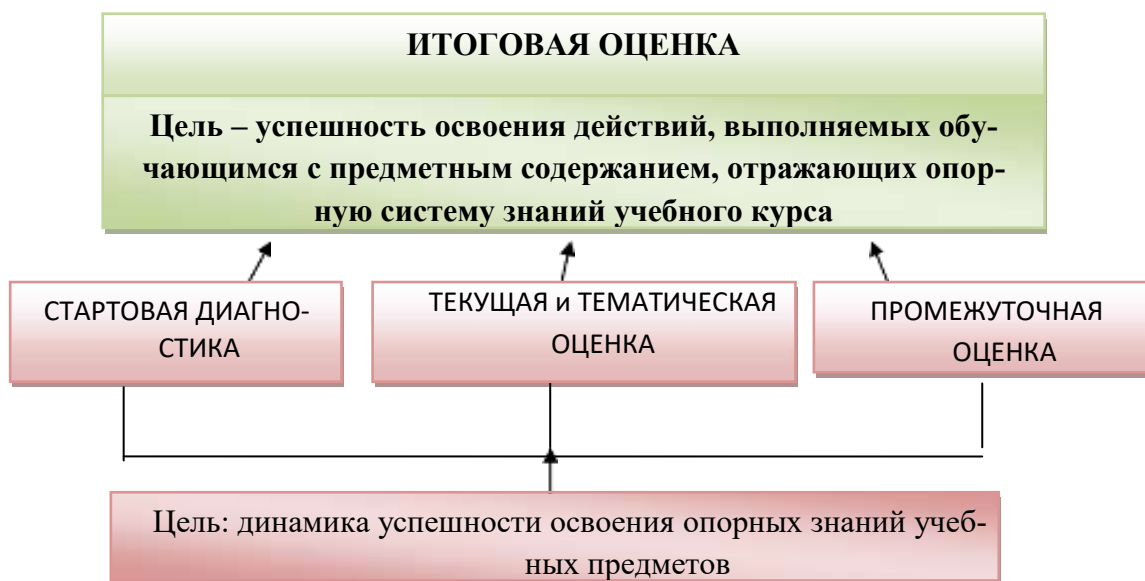 ИТОГОВАЯ ОЦЕНКА
Цель – успешность освоения действий, выполняемых обу-
чающимся с предметным содержанием, отражающих опор-
ную систему знаний учебного курса
СТАРТОВАЯ ДИАГНО-
СТИКА
ТЕКУЩАЯ и ТЕМАТИЧЕСКАЯ
ОЦЕНКА
ПРОМЕЖУТОЧНАЯ
ОЦЕНКА
Цель: динамика успешности освоения опорных знаний учеб-
ных предметов